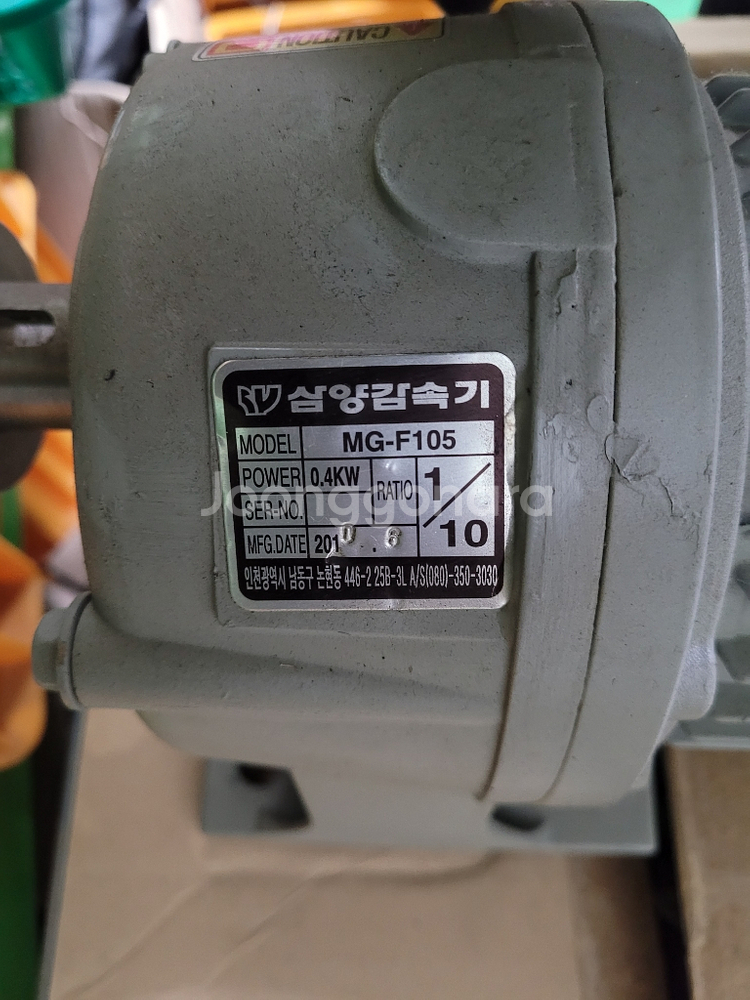 CAUTION
삼양감속기
MODEL MG-F105
POWER 0.4KW RATIO 1/10
SER-NO.
MFG.DATE 201 . 6
인천광역시 남동구 논현동 446-2 25B-3L A/S(080)-350-3030
Joonggonara